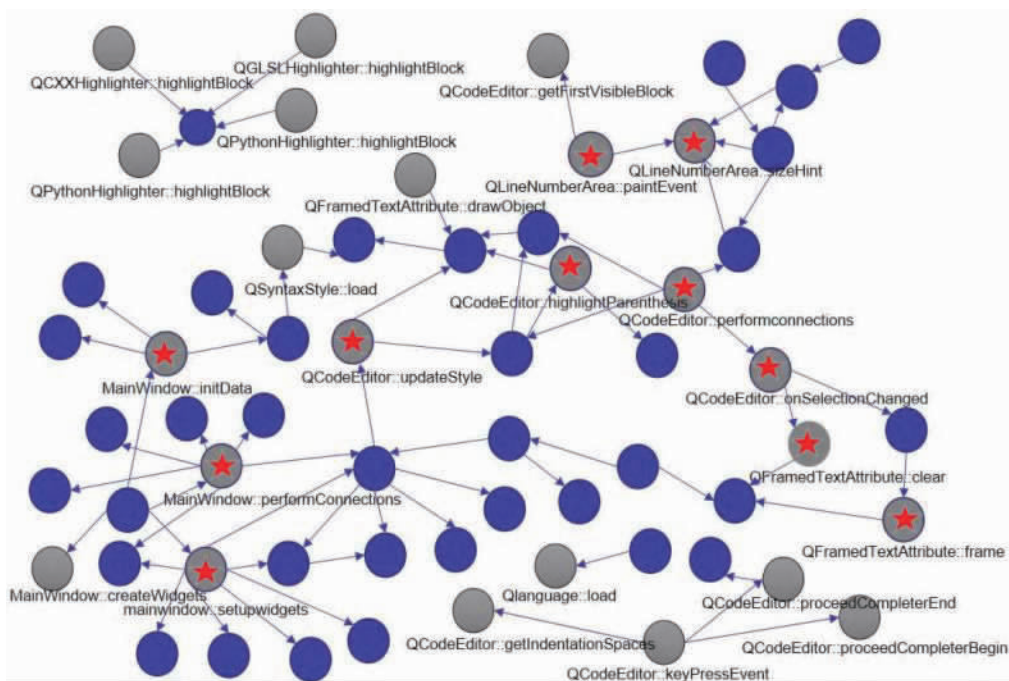 QGLSLHighlighter::highlightBlock
QCXXHighlighter::highlightBlock
QCodeEditor::getFirstVisibleBlock
QPythonHighlighter::highlightBlock
QLineNumberArea::sizeHint
QPythonHighlighter::highlightBlock
QLineNumberArea::paintEvent
QFramedTextAttribute::drawObject
QSyntaxStyle::load
QCodeEditor::highlightParenthesis
QCodeEditor::performconnections
QCodeEditor::updateStyle
MainWindow::initData
QCodeEditor::onSelectionChanged
QFramedTextAttribute::clear
MainWindow::performConnections
QFramedTextAttribute::frame
MainWindow::createWidgets
Qlanguage::load
QCodeEditor::proceedCompleterEnd
mainwindow::setupwidgets
QCodeEditor::getIndentationSpaces
QCodeEditor::proceedCompleterBegin
QCodeEditor::keyPressEvent